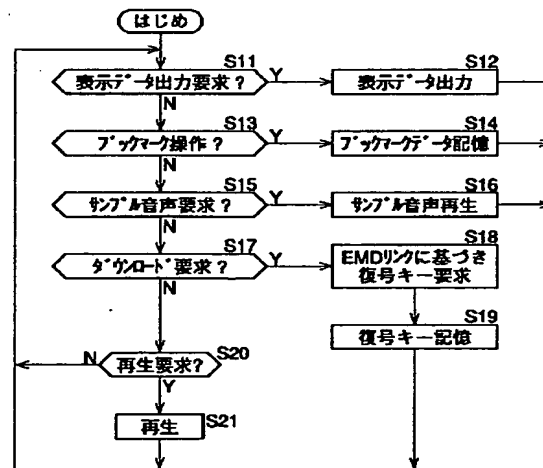 はじめ
S11
表示データ出力要求？
Y
S12
表示データ出力
N
S13
ブックマーク操作？
Y
S14
ブックマークデータ記憶
N
S15
サンプル音声要求？
Y
S16
サンプル音声再生
N
S17
ダウンロード要求？
Y
S18
EMDリンクに基づき
復号キー要求
N
S19
復号キー記憶
N
S20
再生要求?
Y
S21
再生